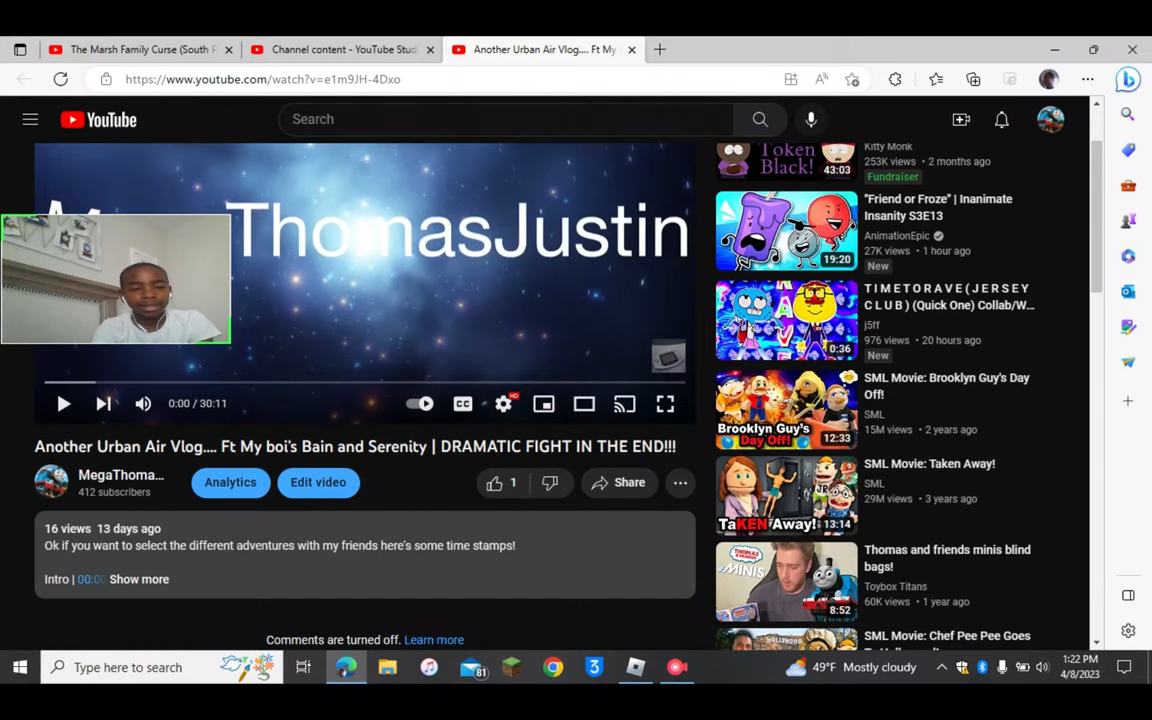 The Marsh Family Curse (South P
Channel content - YouTube Stud
Another Urban Air Vlog.... Ft My
https://www.youtube.com/watch?v=e1m9JH-4Dxo
YouTube
Search
ThomasJustin
0:00 / 30:11
CC
HD
Another Urban Air Vlog.... Ft My boi's Bain and Serenity | DRAMATIC FIGHT IN THE END!!!
MegaThoma...
412 subscribers
Analytics
Edit video
1
Share
16 views 13 days ago
Ok if you want to select the different adventures with my friends here's some time stamps!
Intro | 00:00 Show more
Comments are turned off. Learn more
Token
Black!
43:03
Kitty Monk
253K views • 2 months ago
Fundraiser
19:20
"Friend or Froze" | Inanimate
Insanity S3E13
AnimationEpic
27K views • 1 hour ago
New
0:36
T I M E T O R A V E ( J E R S E Y
C L U B ) (Quick One) Collab/W...
j5ff
976 views • 20 hours ago
New
Brooklyn Guy's
Day Off!
12:33
SML Movie: Brooklyn Guy's Day
Off!
SML
15M views • 2 years ago
TaKEN Away!
13:14
SML Movie: Taken Away!
SML
29M views • 3 years ago
THOMAS
MINIS
8:52
Thomas and friends minis blind
bags!
Toybox Titans
60K views • 1 year ago
SML Movie: Chef Pee Pee Goes
Type here to search
81
3
49°F Mostly cloudy
1:22 PM
4/8/2023